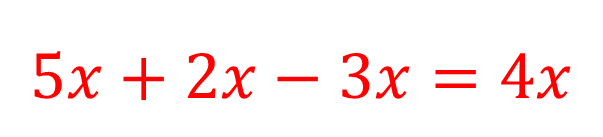 5x + 2x − 3x = 4x